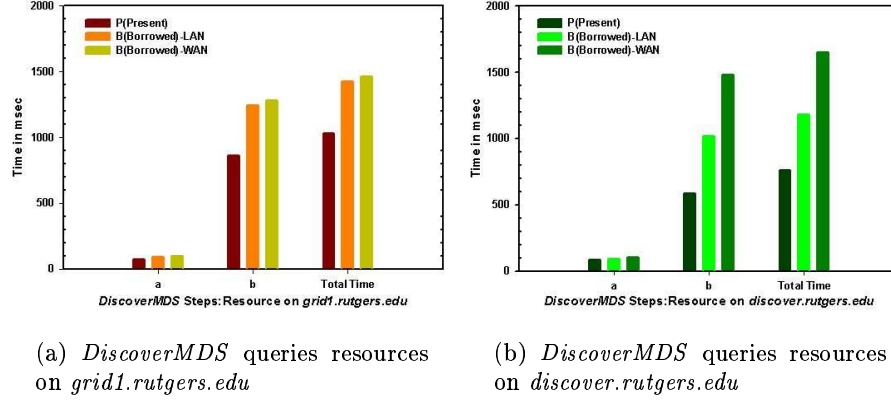 2000
1500
1000
500
0
Time in msec
P(Present)
B(Borrowed)-LAN
B(Borrowed)-WAN
a
b
Total Time
DiscoverMDS Steps:Resource on grid1.rutgers.edu
(a) DiscoverMDS queries resources
on grid1.rutgers.edu
2000
1500
1000
500
0
Time in msec
P(Present)
B(Borrowed)-LAN
B(Borrowed)-WAN
a
b
Total Time
DiscoverMDS Steps:Resource on discover.rutgers.edu
(b) DiscoverMDS queries resources
on discover.rutgers.edu